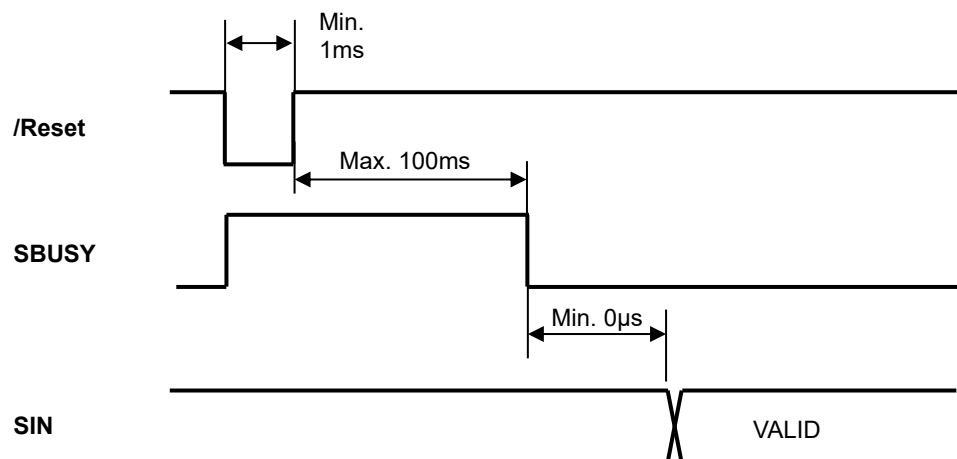 Min.
1ms
/Reset
Max. 100ms
SBUSY
Min. 0µs
SIN
VALID